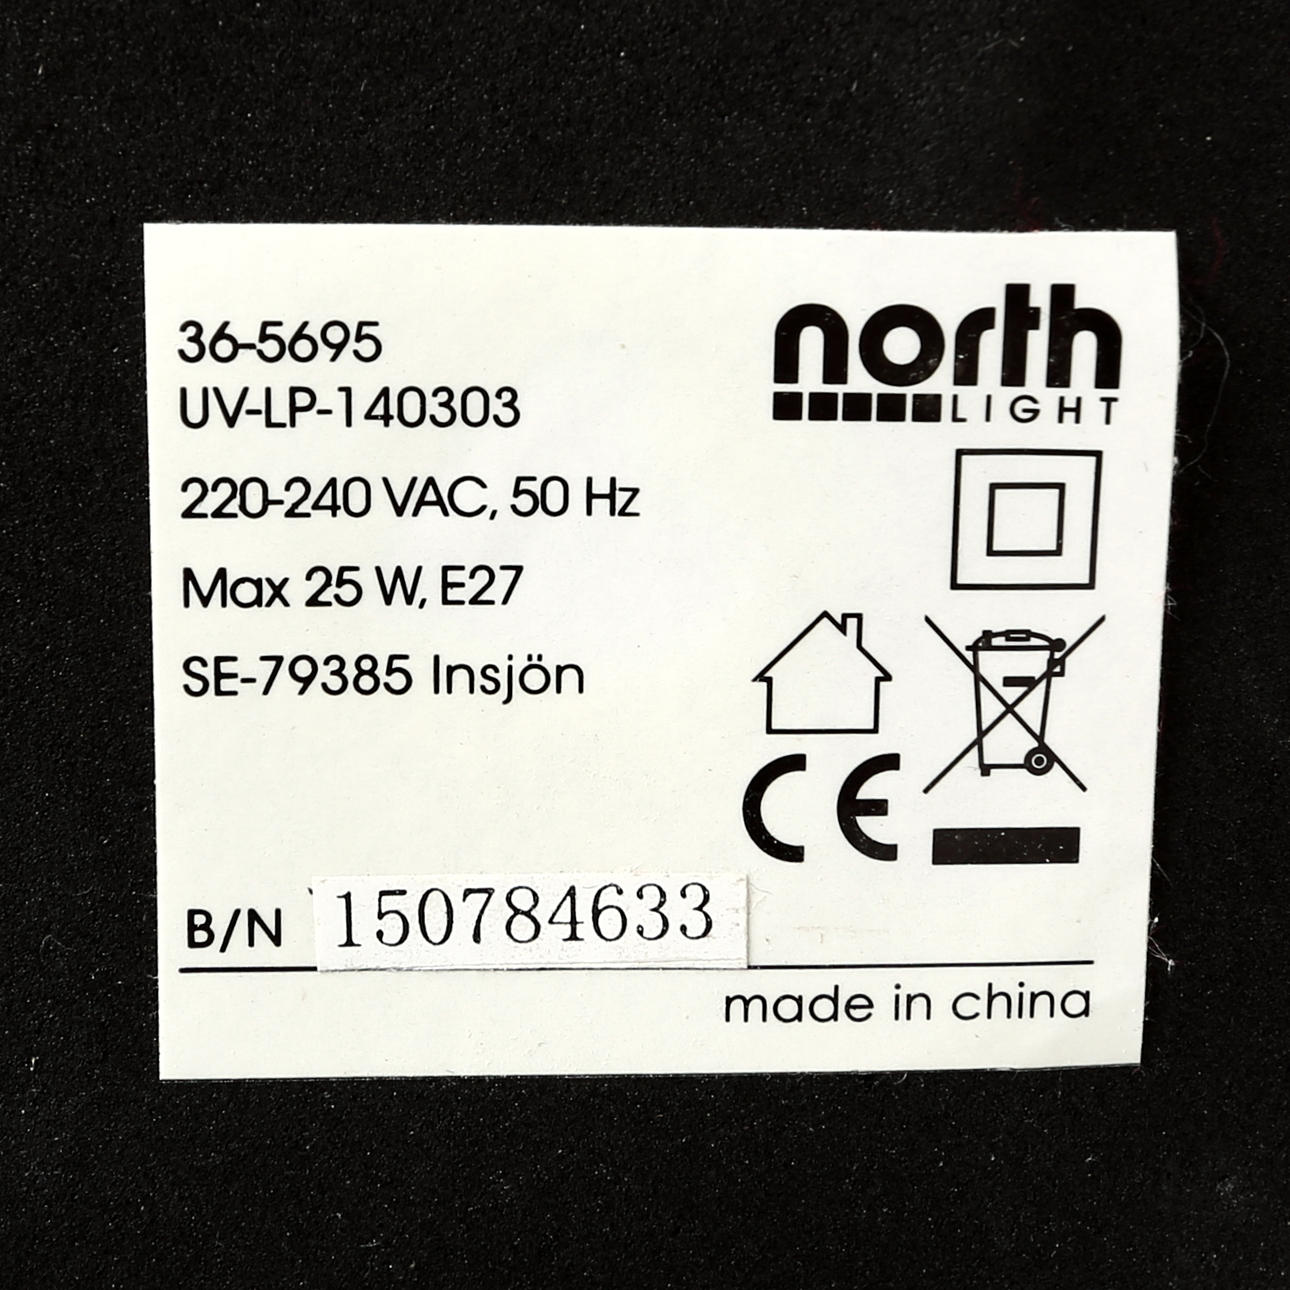 36-5695
UV-LP-140303
220-240 VAC, 50 Hz
Max 25 W, E27
SE-79385 Insjön
north
LIGHT
CE
B/N 150784633
made in china